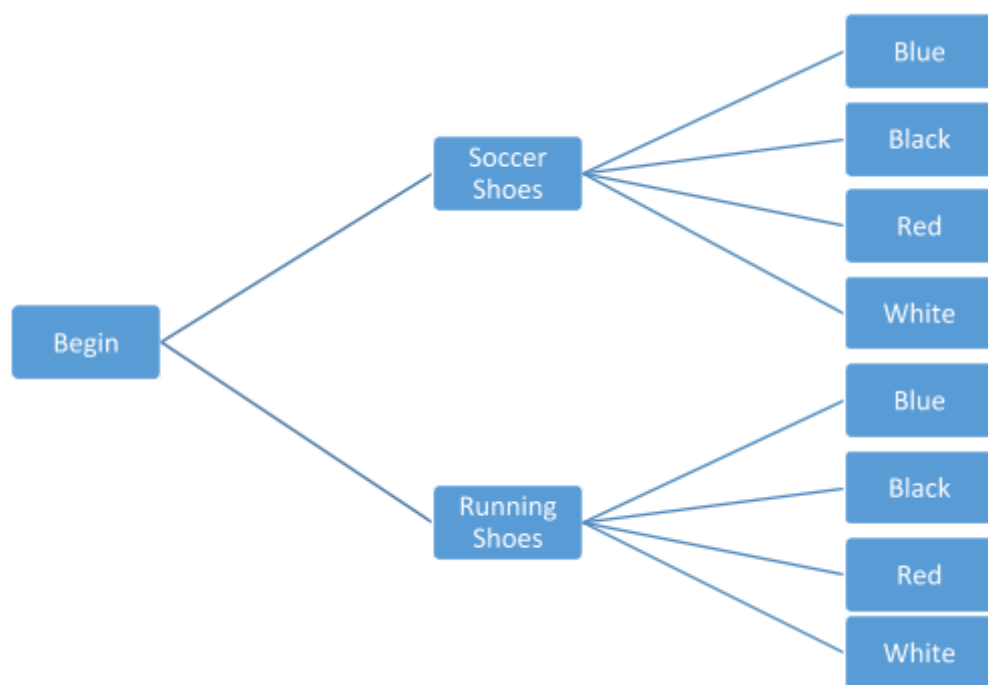 Begin
Soccer
Shoes
Blue
Black
Red
White
Running
Shoes
Blue
Black
Red
White